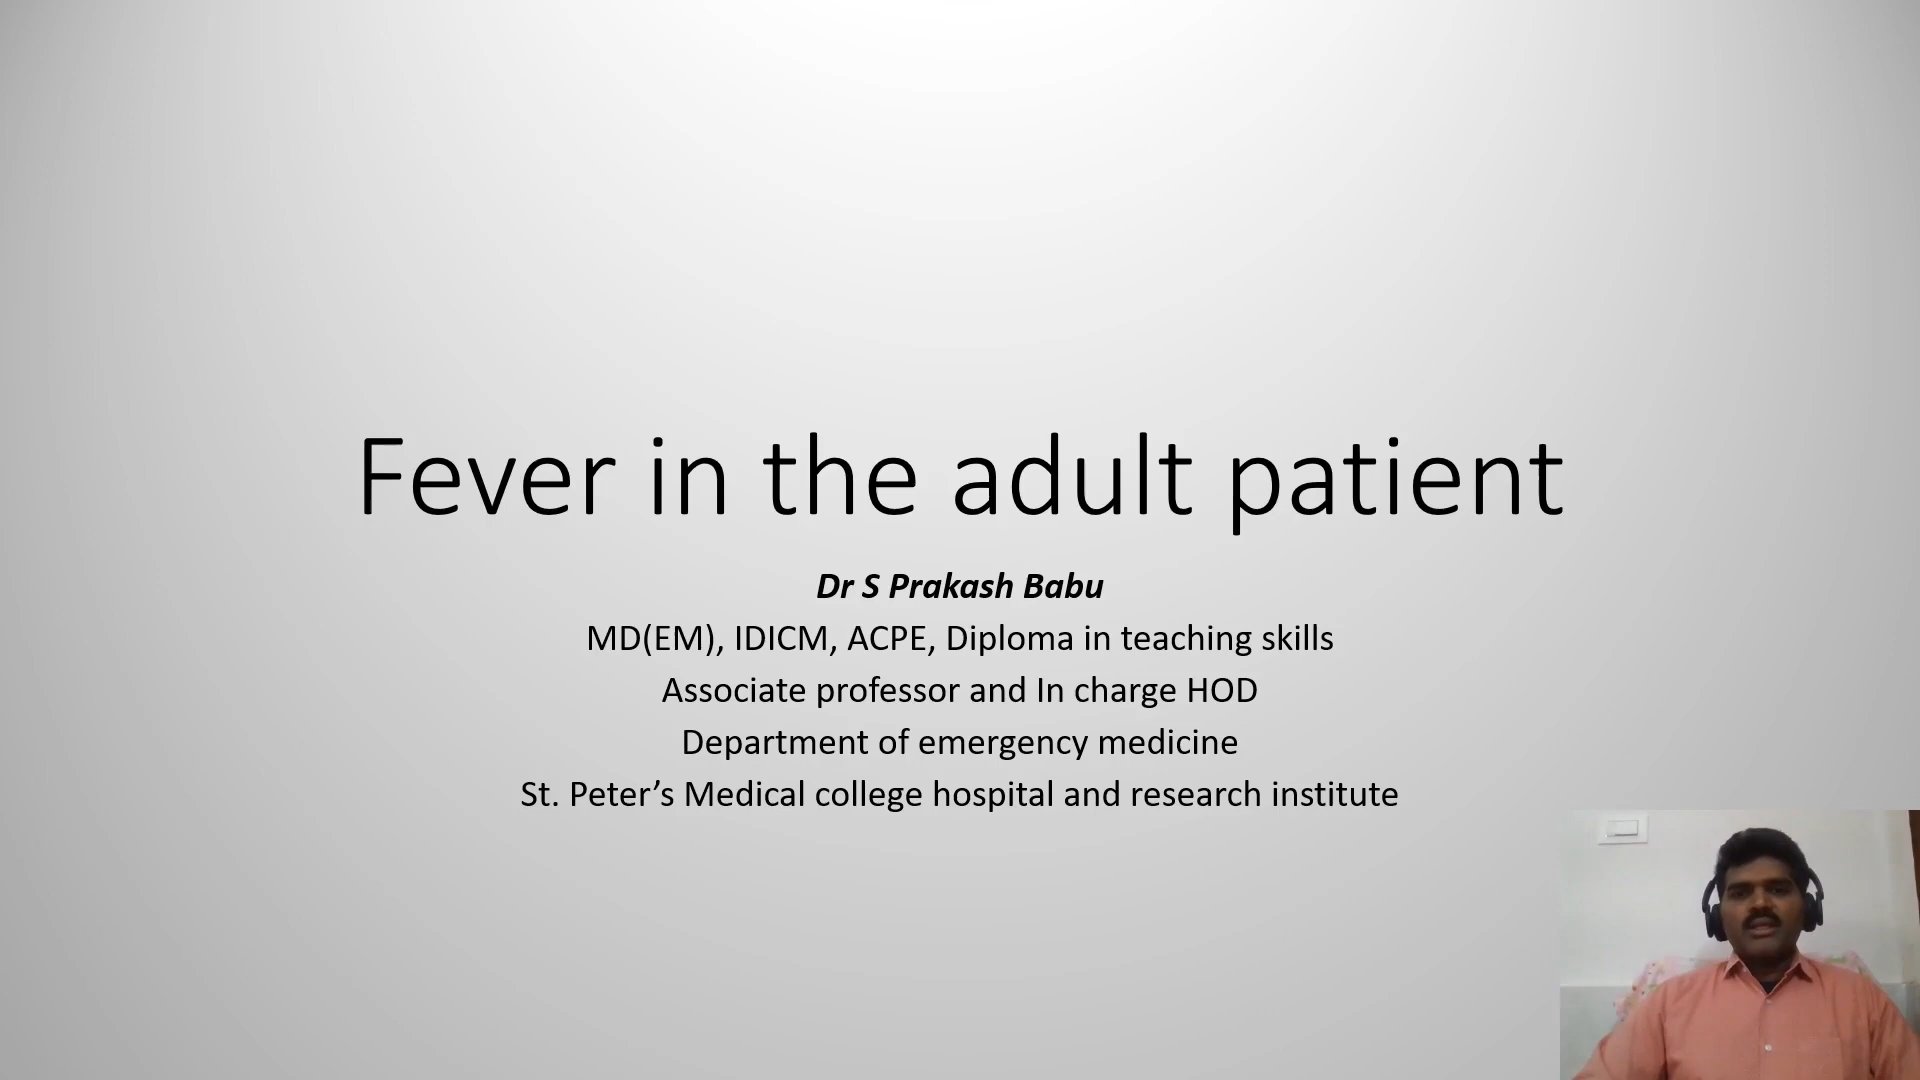 Fever in the adult patient
Dr S Prakash Babu
MD(EM), IDICM, ACPE, Diploma in teaching skills
Associate professor and In charge HOD
Department of emergency medicine
St. Peter’s Medical college hospital and research institute